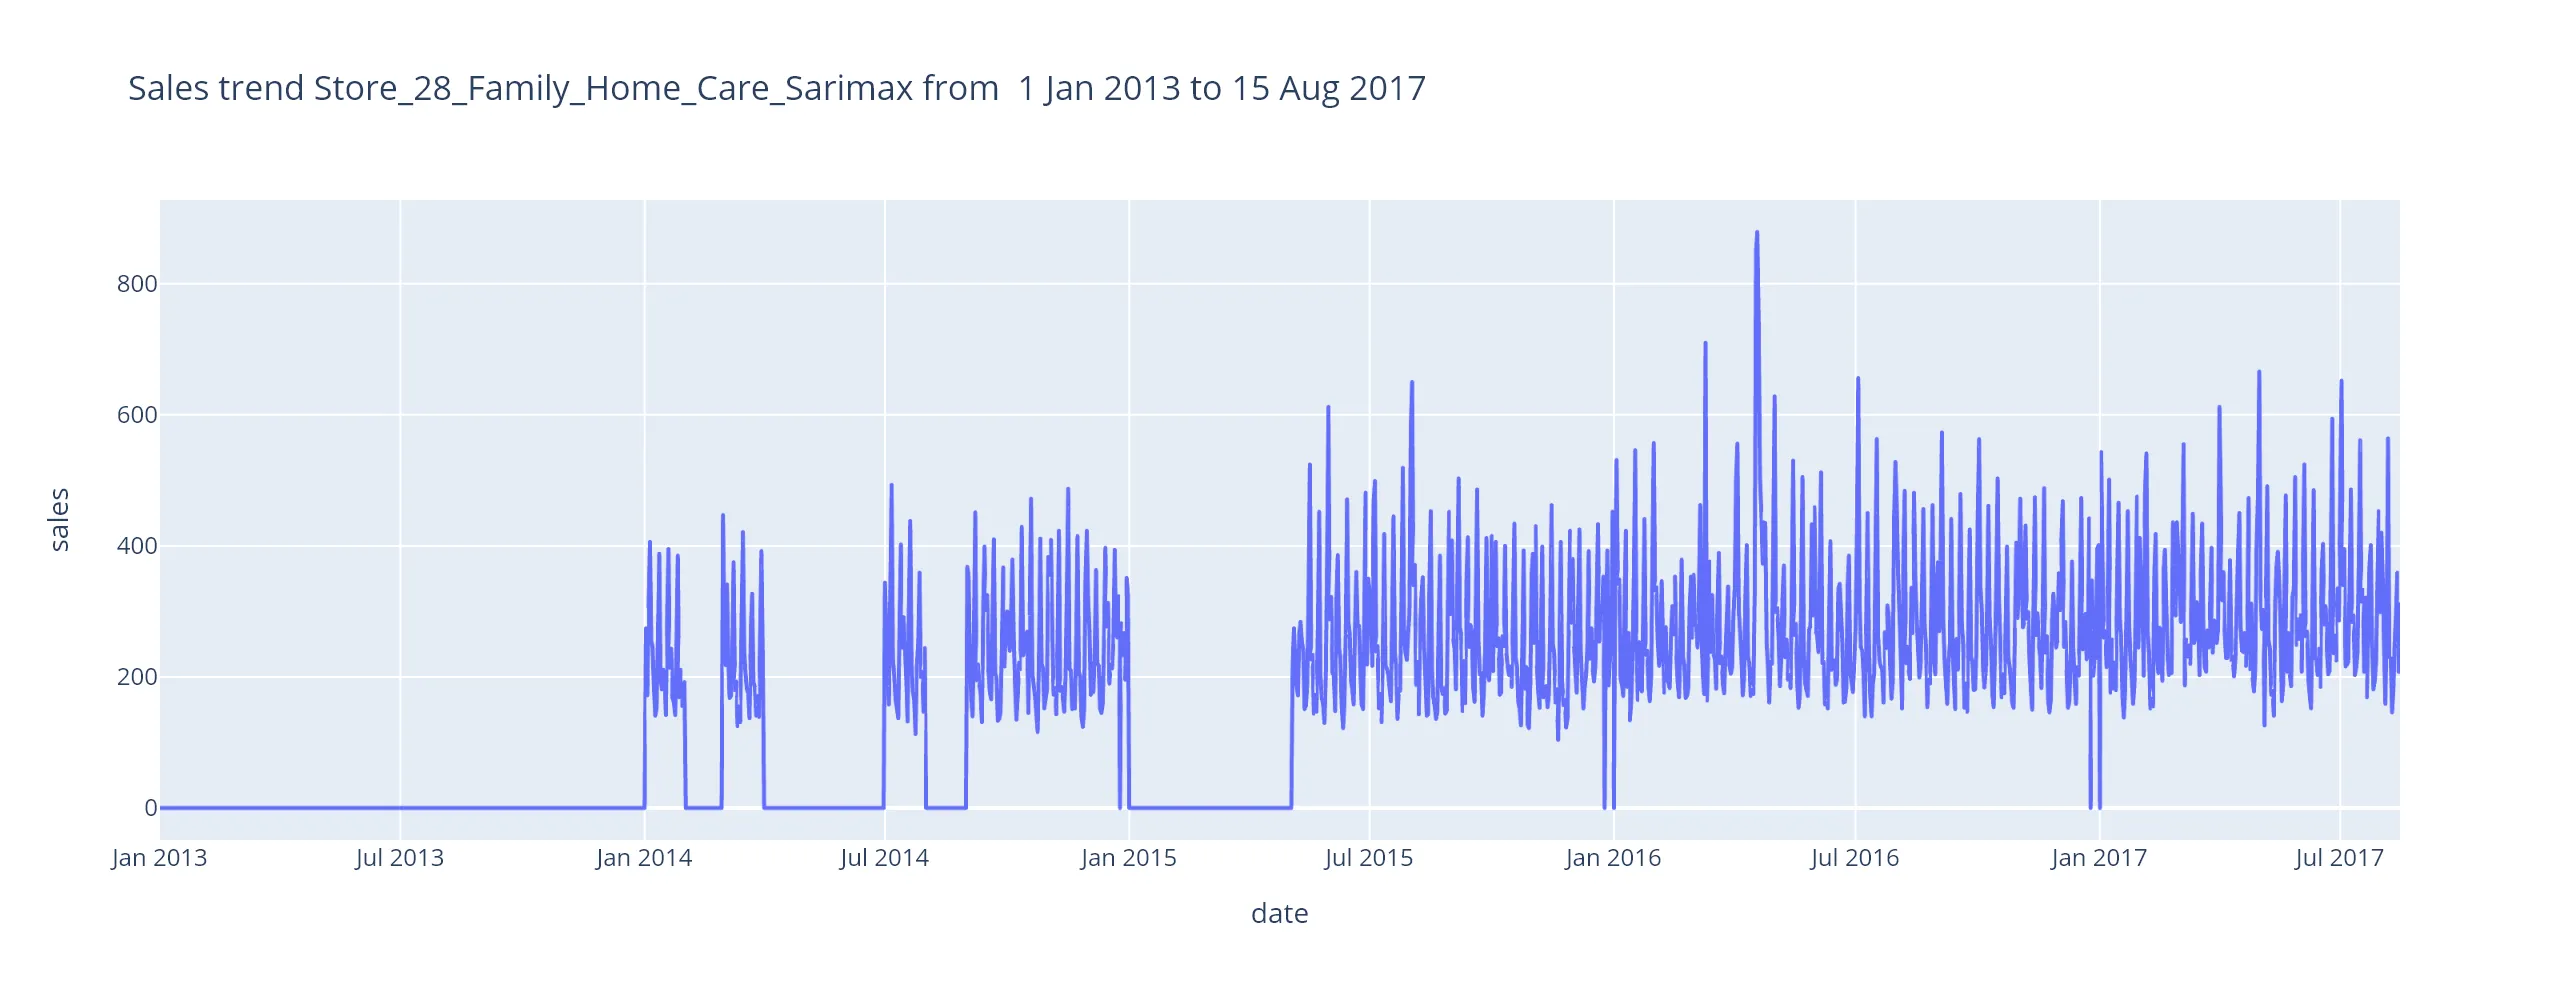 Sales trend Store_28_Family_Home_Care_Sarimax from  1 Jan 2013 to 15 Aug 2017
800
600
400
200
0
sales
Jan 2013 Jul 2013 Jan 2014 Jul 2014 Jan 2015 Jul 2015 Jan 2016 Jul 2016 Jan 2017 Jul 2017
date